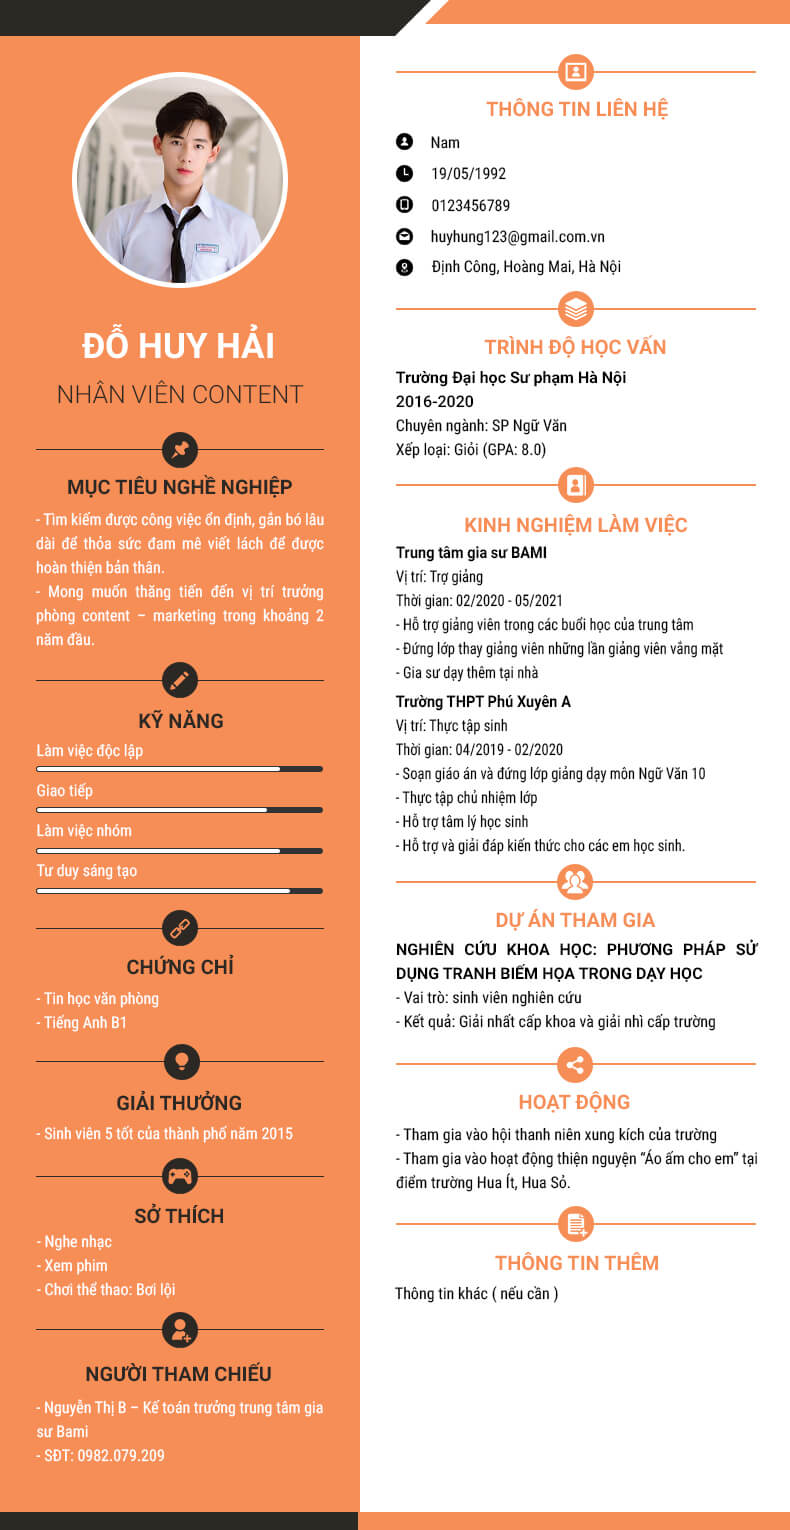 ĐỖ HUY HẢI
NHÂN VIÊN CONTENT
MỤC TIÊU NGHỀ NGHIỆP
- Tìm kiếm được công việc ổn định, gắn bó lâu
dài để thỏa sức đam mê viết lách để được
hoàn thiện bản thân.
- Mong muốn thăng tiến đến vị trí trưởng
phòng content – marketing trong khoảng 2
năm đầu.
KỸ NĂNG
Làm việc độc lập
Giao tiếp
Làm việc nhóm
Tư duy sáng tạo
CHỨNG CHỈ
- Tin học văn phòng
- Tiếng Anh B1
GIẢI THƯỞNG
- Sinh viên 5 tốt của thành phố năm 2015
SỞ THÍCH
- Nghe nhạc
- Xem phim
- Chơi thể thao: Bơi lội
NGƯỜI THAM CHIẾU
- Nguyễn Thị B – Kế toán trưởng trung tâm gia
sư Bami
- SĐT: 0982.079.209
THÔNG TIN LIÊN HỆ
Nam
19/05/1992
0123456789
huyhung123@gmail.com.vn
Định Công, Hoàng Mai, Hà Nội
TRÌNH ĐỘ HỌC VẤN
Trường Đại học Sư phạm Hà Nội
2016-2020
Chuyên ngành: SP Ngữ Văn
Xếp loại: Giỏi (GPA: 8.0)
KINH NGHIỆM LÀM VIỆC
Trung tâm gia sư BAMI
Vị trí: Trợ giảng
Thời gian: 02/2020 - 05/2021
- Hỗ trợ giảng viên trong các buổi học của trung tâm
- Đứng lớp thay giảng viên những lần giảng viên vắng mặt
- Gia sư dạy thêm tại nhà
Trường THPT Phú Xuyên A
Vị trí: Thực tập sinh
Thời gian: 04/2019 - 02/2020
- Soạn giáo án và đứng lớp giảng dạy môn Ngữ Văn 10
- Thực tập chủ nhiệm lớp
- Hỗ trợ tâm lý học sinh
- Hỗ trợ và giải đáp kiến thức cho các em học sinh.
DỰ ÁN THAM GIA
NGHIÊN CỨU KHOA HỌC: PHƯƠNG PHÁP SỬ
DỤNG TRANH BIẾM HỌA TRONG DẠY HỌC
- Vai trò: sinh viên nghiên cứu
- Kết quả: Giải nhất cấp khoa và giải nhì cấp trường
HOẠT ĐỘNG
- Tham gia vào hội thanh niên xung kích của trường
- Tham gia vào hoạt động thiện nguyện “Áo ấm cho em” tại
điểm trường Hua Ít, Hua Sỏ.
THÔNG TIN THÊM
Thông tin khác ( nếu cần )